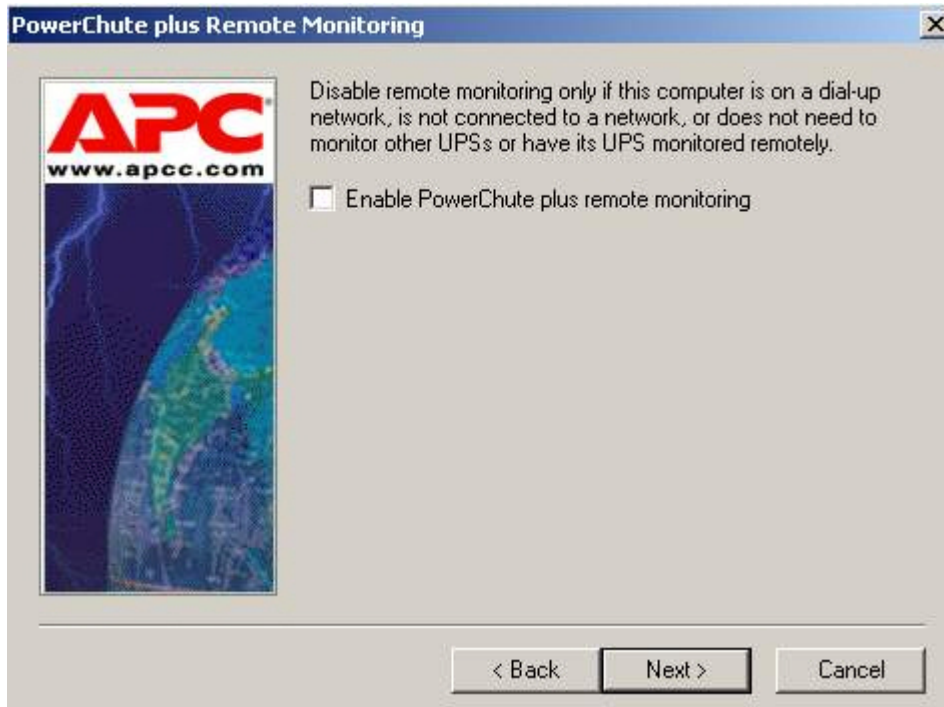 PowerChute plus Remote Monitoring
APC
www.apcc.com
Disable remote monitoring only if this computer is on a dial-up
network, is not connected to a network, or does not need to
monitor other UPSs or have its UPS monitored remotely.
Enable PowerChute plus remote monitoring
< Back
Next >
Cancel